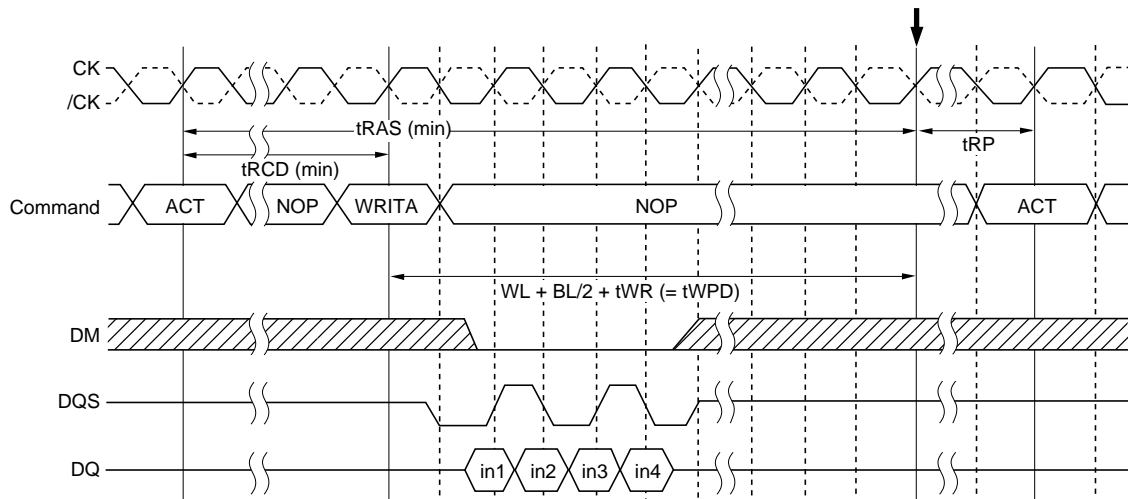 CK
/CK
tRAS (min)
tRP
tRCD (min)
Command ACT NOP WRITA NOP ACT
WL + BL/2 + tWR (= tWPD)
DM
DQS
DQ in1 in2 in3 in4